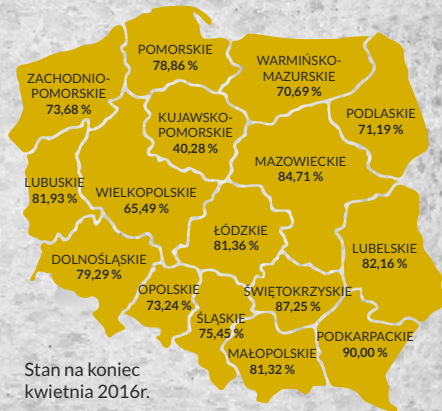 POMORSKIE
78,86 %
WARMIŃSKO-
MAZURSKIE
70,69 %
ZACHODNIO-
POMORSKIE
73,68 %
KUJAWSKO-
POMORSKIE
40,28 %
PODLASKIE
71,19 %
MAZOWIECKIE
84,71 %
LUBUSKIE
81,93 %
WIELKOPOLSKIE
65,49 %
ŁÓDZKIE
81,36 %
LUBELSKIE
82,16 %
DOLNOŚLĄSKIE
79,29 %
OPOLSKIE
73,24 %
ŚWIĘTOKRZYSKIE
87,25 %
ŚLĄSKIE
75,45 %
PODKARPACKIE
90,00 %
MAŁOPOLSKIE
81,32 %
Stan na koniec
kwietnia 2016r.